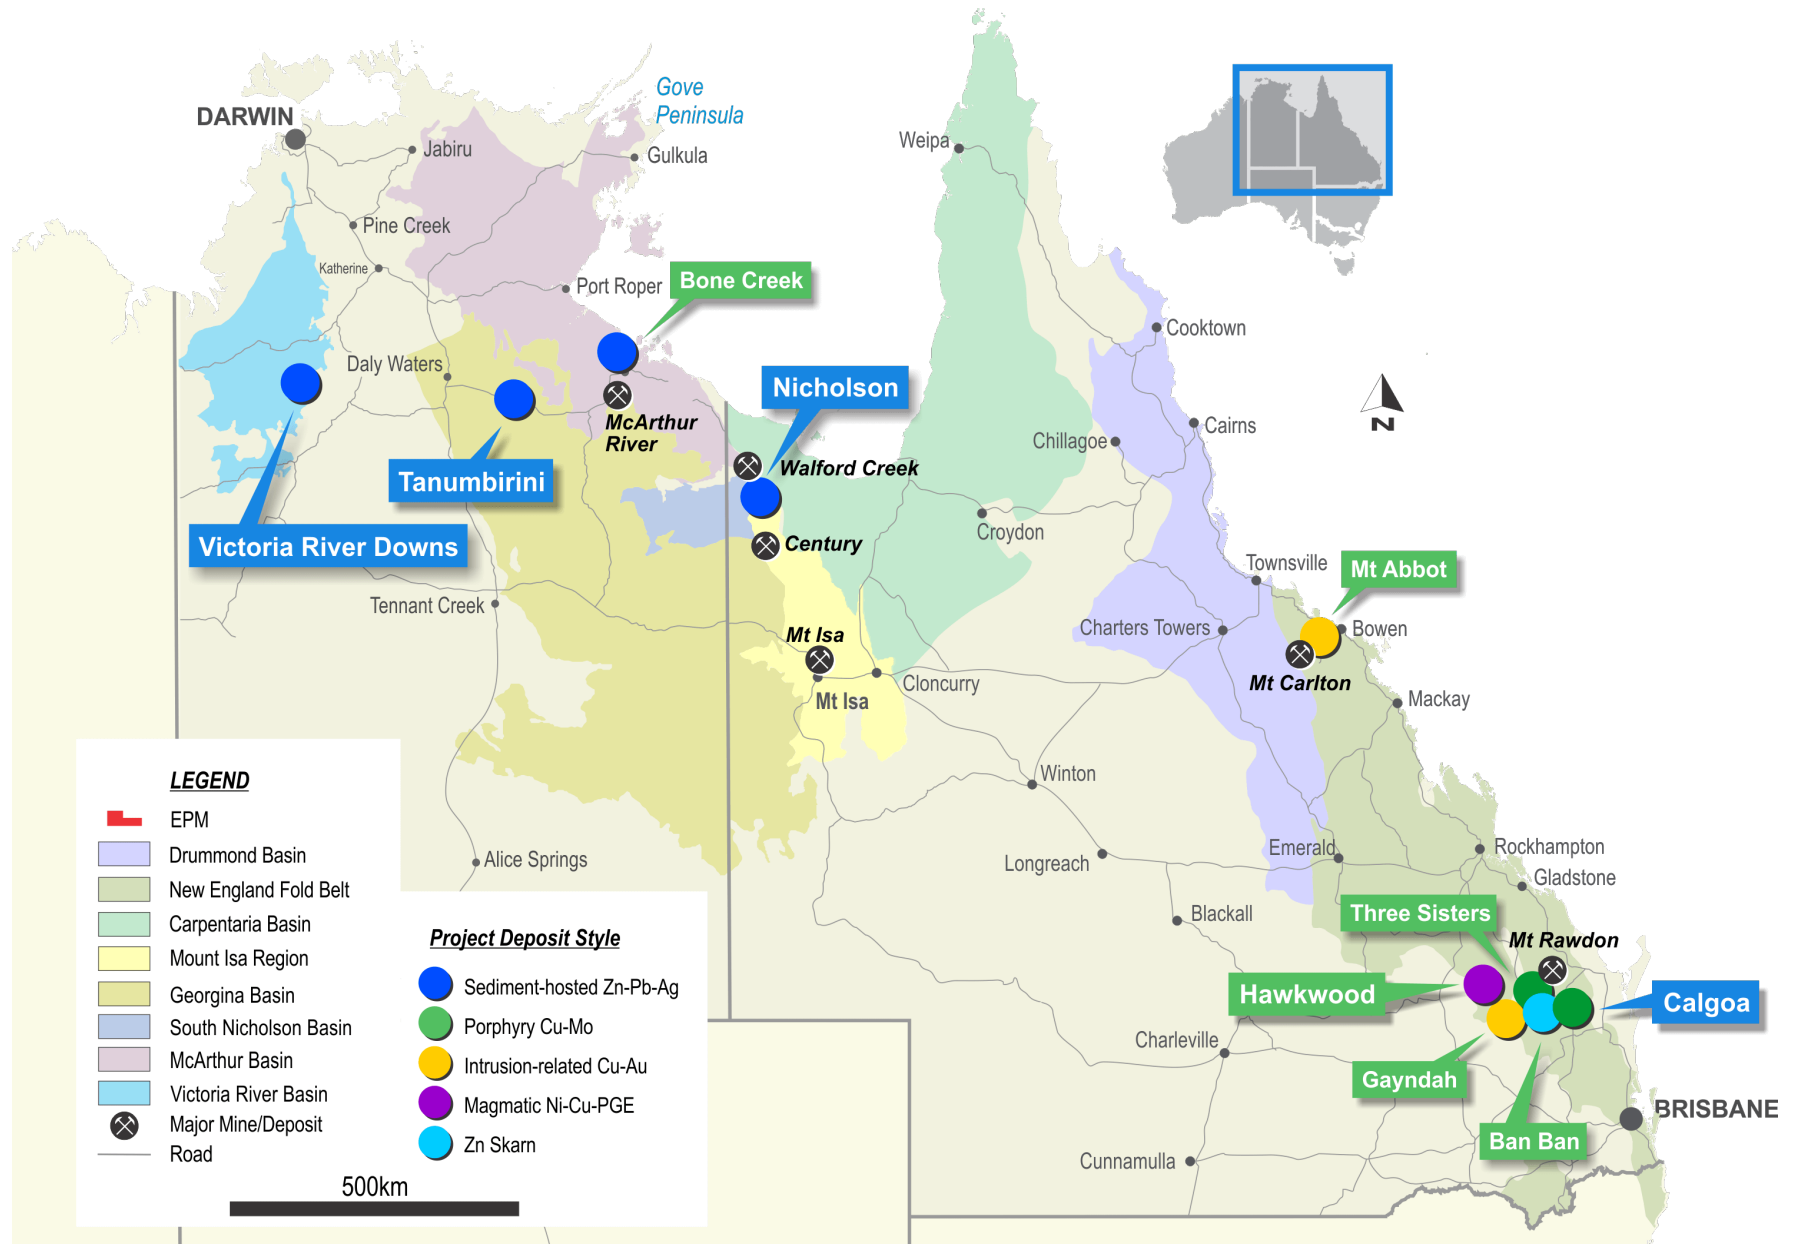 Gove
Peninsula
DARWIN
Jabiru
Gulkula
Weipa
Pine Creek
Katherine
Port Roper
Bone Creek
Cooktown
Daly Waters
Nicholson
N
McArthur
River
Cairns
Chillagoe
Tanumbirini
Walford Creek
Victoria River Downs
Century
Croydon
Townsville
Mt Abbot
Tennant Creek
Mt Isa
Charters Towers
Bowen
Mt Isa
Cloncurry
Mt Carlton
Mackay
Winton
Alice Springs
Longreach
Emerald
Rockhampton
Gladstone
Blackall
Three Sisters
Mt Rawdon
Hawkwood
Calgoa
Charleville
Gayndah
BRISBANE
Ban Ban
Cunnamulla
LEGEND
EPM
Drummond Basin
New England Fold Belt
Carpentaria Basin
Mount Isa Region
Georgina Basin
South Nicholson Basin
McArthur Basin
Victoria River Basin
Major Mine/Deposit
Road
Project Deposit Style
Sediment-hosted Zn-Pb-Ag
Porphyry Cu-Mo
Intrusion-related Cu-Au
Magmatic Ni-Cu-PGE
Zn Skarn
500km